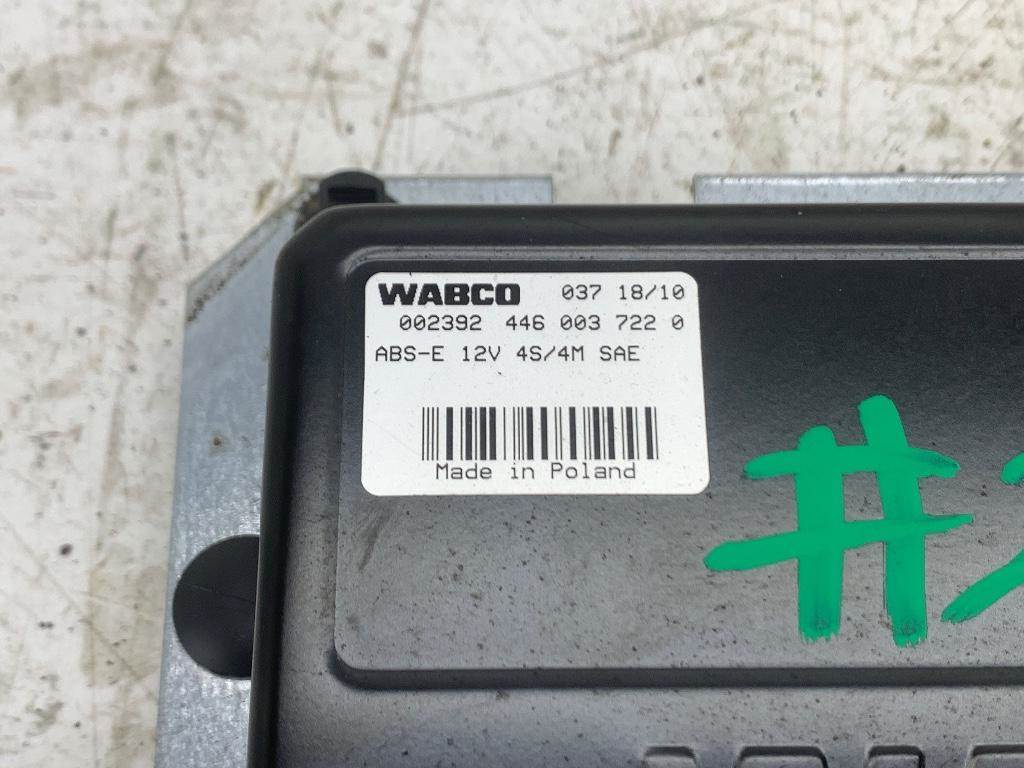 WABCO 037 18/10
002392 446 003 722 0
ABS-E 12V 4S/4M SAE
Made in Poland
#